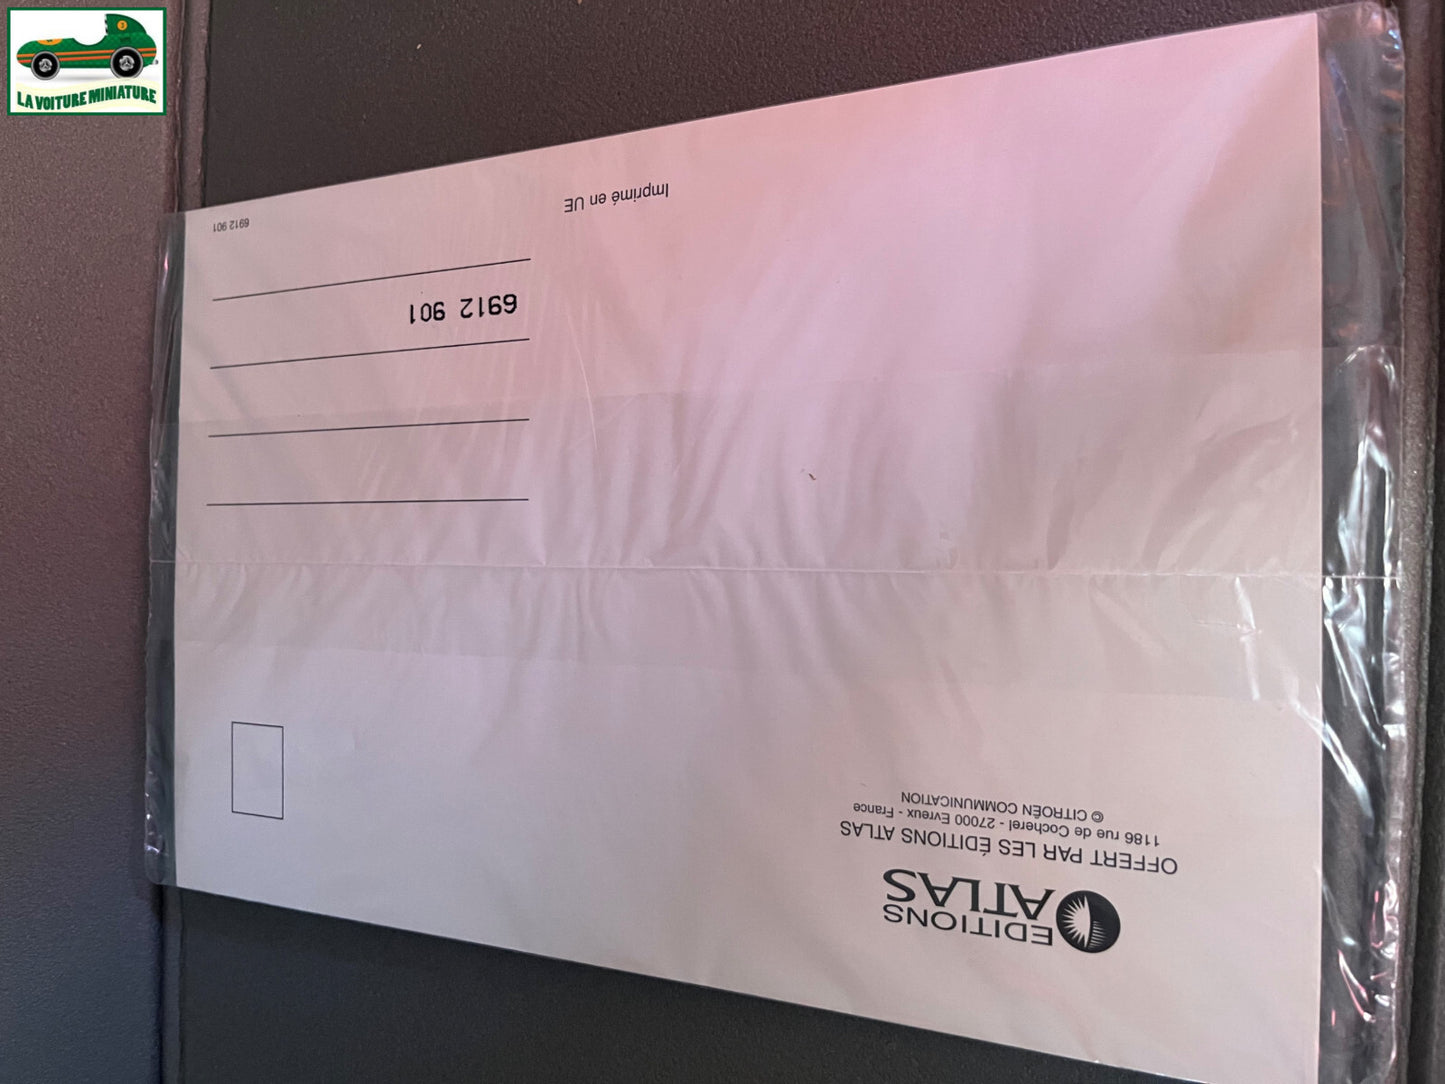 3
LA VOITURE MINIATURE
EDITIONS
ATLAS
OFFERT PAR LES ÉDITIONS ATLAS
1186 rue de Cocherel - 27000 Evreux - France
© CITROËN COMMUNICATION
6912 901
Imprimé en UE
6912 901